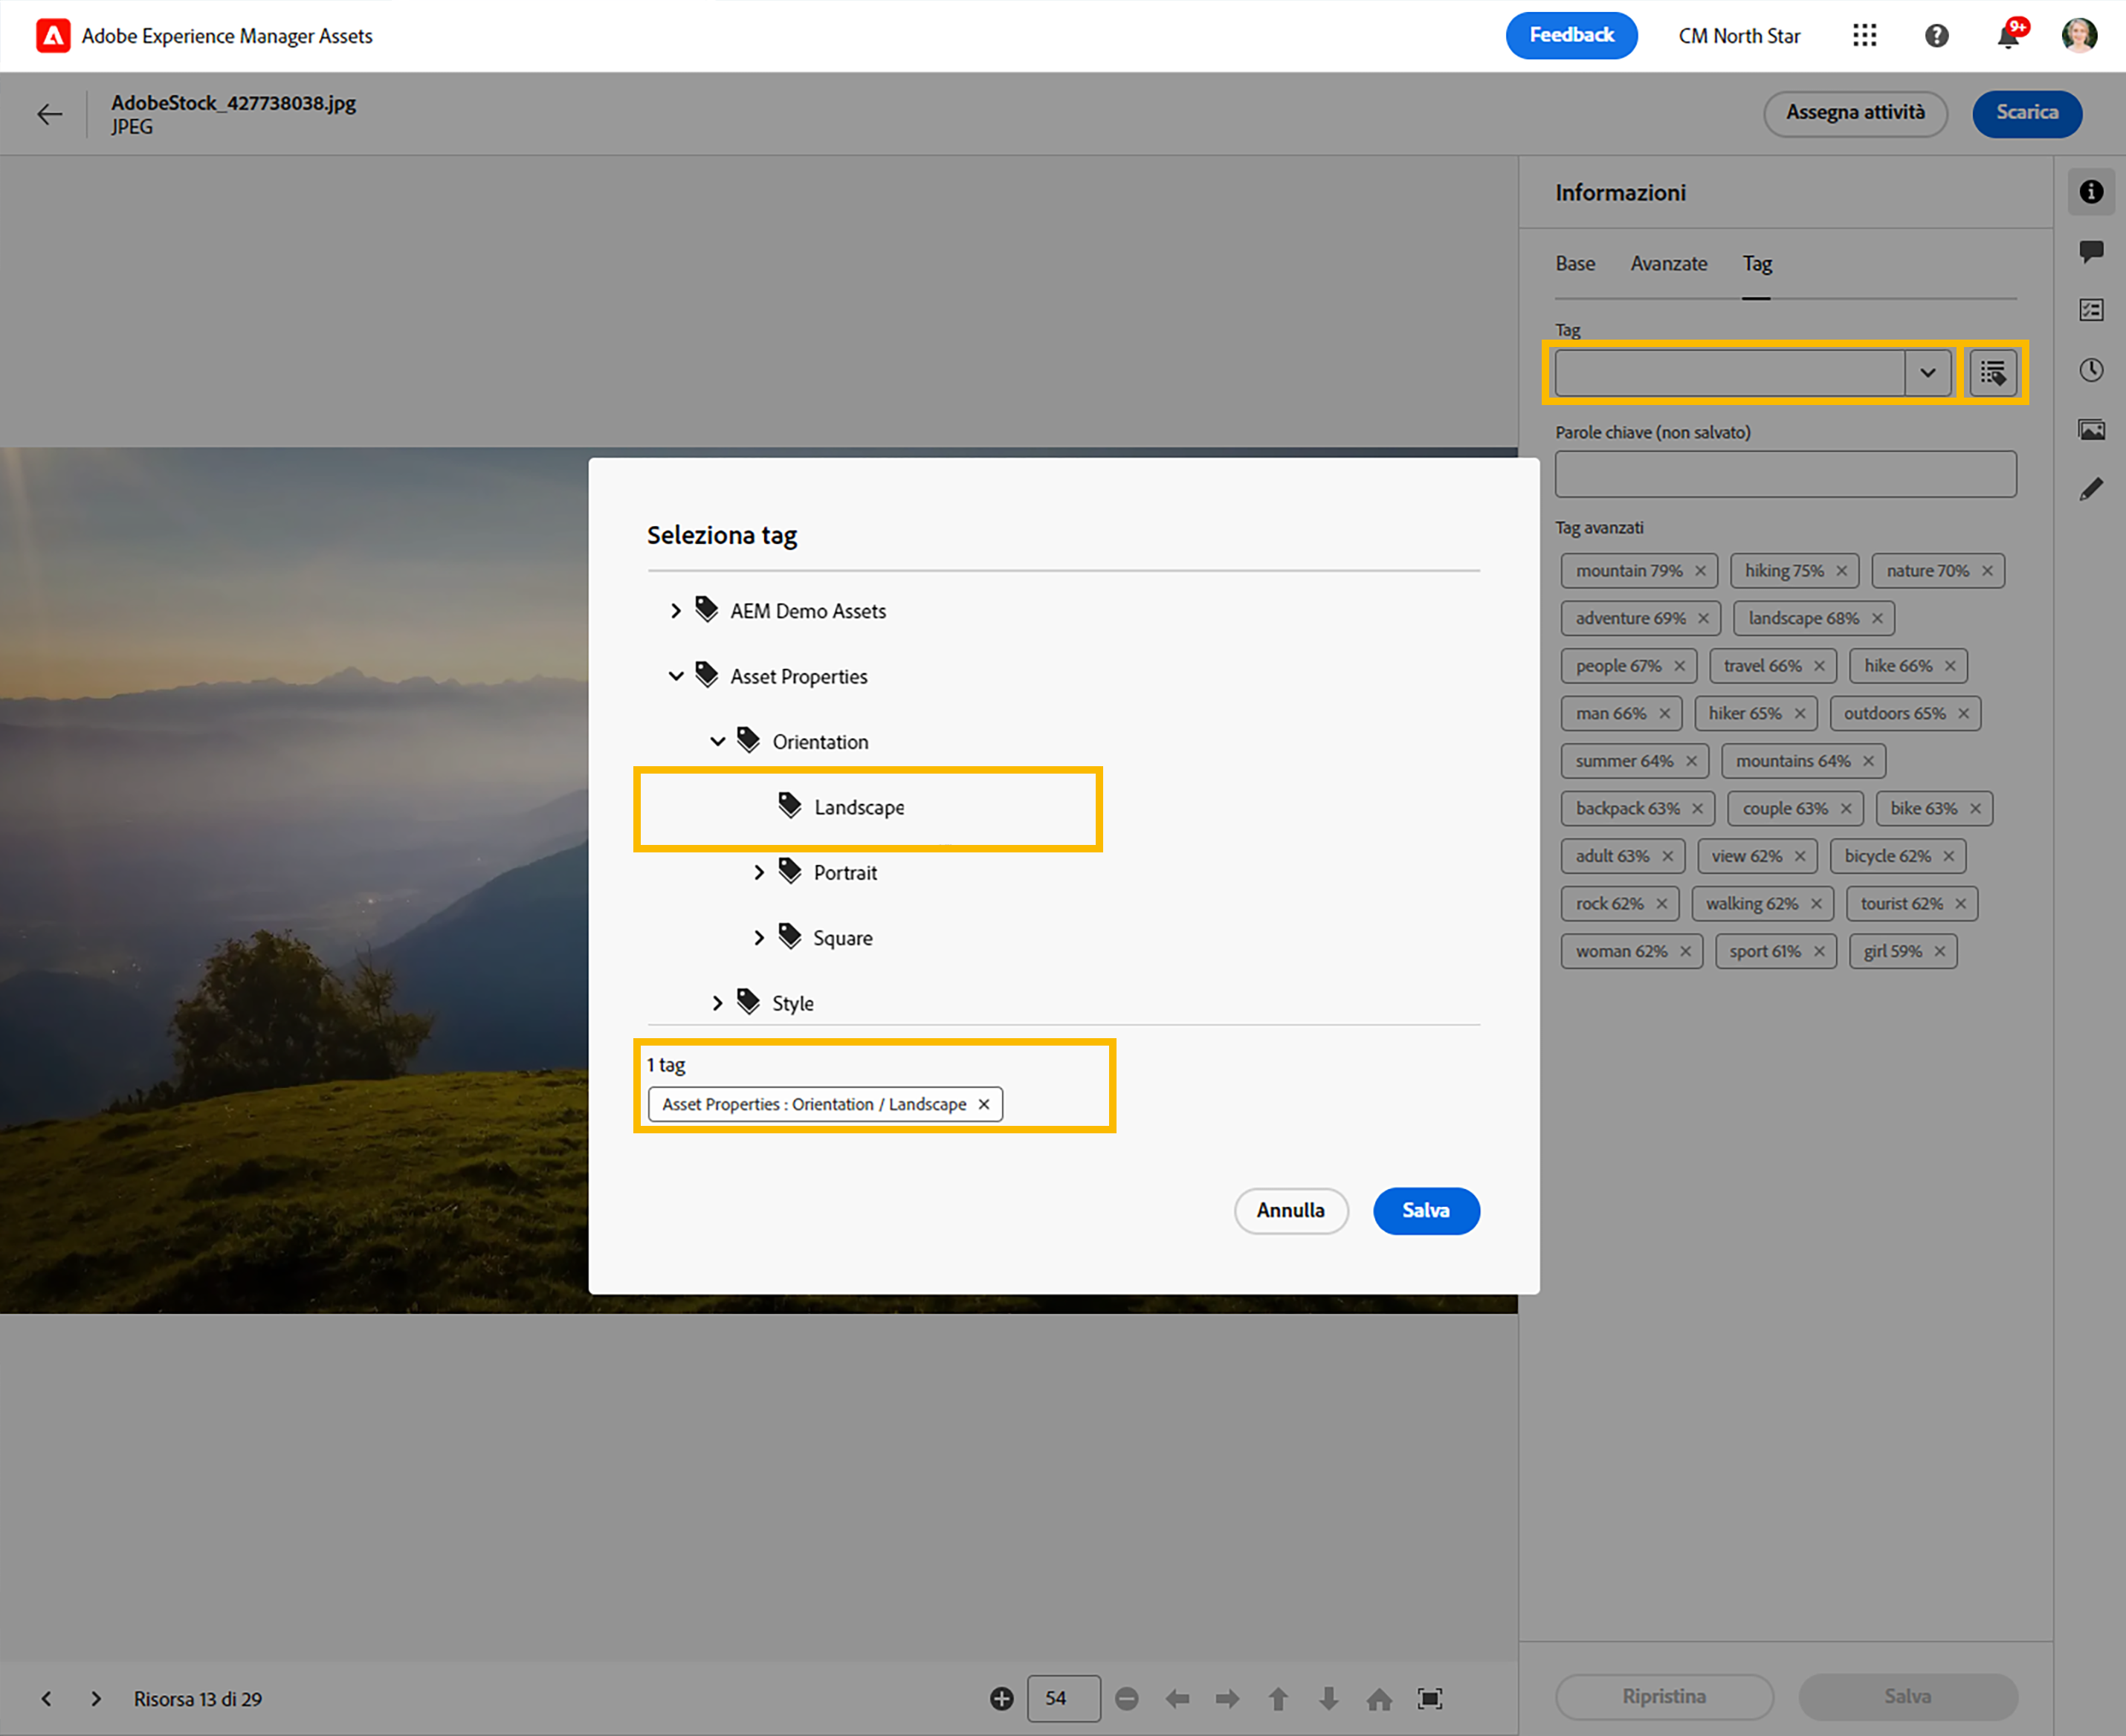 Adobe Experience Manager Assets
Feedback
CM North Star
9+
AdobeStock_427738038.jpg
JPEG
Assegna attività
Scarica
Informazioni
Base Avanzate Tag
Tag
Parole chiave (non salvato)
Tag avanzati
mountain 79% hiking 75% nature 70%
adventure 69% landscape 68%
people 67% travel 66% hike 66%
man 66% hiker 65% outdoors 65%
summer 64% mountains 64%
backpack 63% couple 63% bike 63%
adult 63% view 62% bicycle 62%
rock 62% walking 62% tourist 62%
woman 62% sport 61% girl 59%
Seleziona tag
AEM Demo Assets
Asset Properties
Orientation
Landscape
Portrait
Square
Style
1 tag
Asset Properties : Orientation / Landscape
Annulla Salva
Risorsa 13 di 29
54
Ripristina Salva